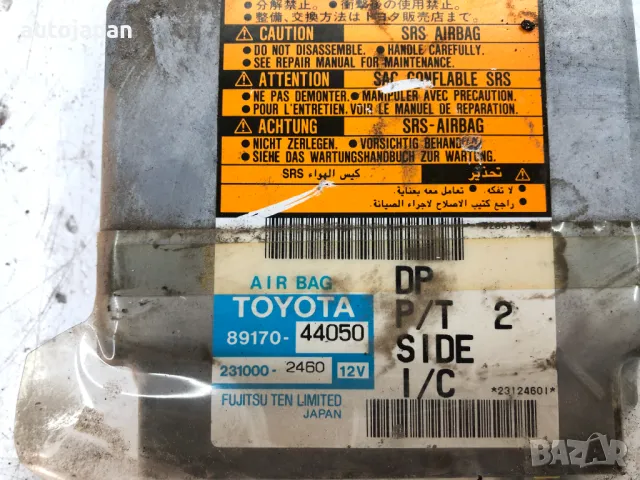 autojapan
分解禁止。●衝撃後の使用禁止。
●整備、交換方法はトヨタ販売店まで。
CAUTION SRS AIRBAG
●DO NOT DISASSEMBLE. ●HANDLE CAREFULLY.
●SEE REPAIR MANUAL FOR MAINTENANCE.
ATTENTION SAC GONFLABLE SRS
●NE PAS DEMONTER. ●MANIPULER AVEC PRECAUTION.
●POUR L'ENTRETIEN, VOIR LE MANUEL DE REPARATION.
ACHTUNG SRS-AIRBAG
●NICHT ZERLEGEN. ●VORSICHTIG BEHAND
●SIEHE DAS WARTUNGSHANDBUCH ZUR WARTUNG.
تحذير كيس الهواء SRS
● لا تفكه. ● تعامل معه بعناية.
● راجع كتيب الاصلاح لاجراء الصيانة.
AIR BAG
TOYOTA
89170-44050
231000-2460 12V
FUJITSU TEN LIMITED
JAPAN
DP
P/T 2
SIDE
I/C
*23124601*
autojapan
BAZAR